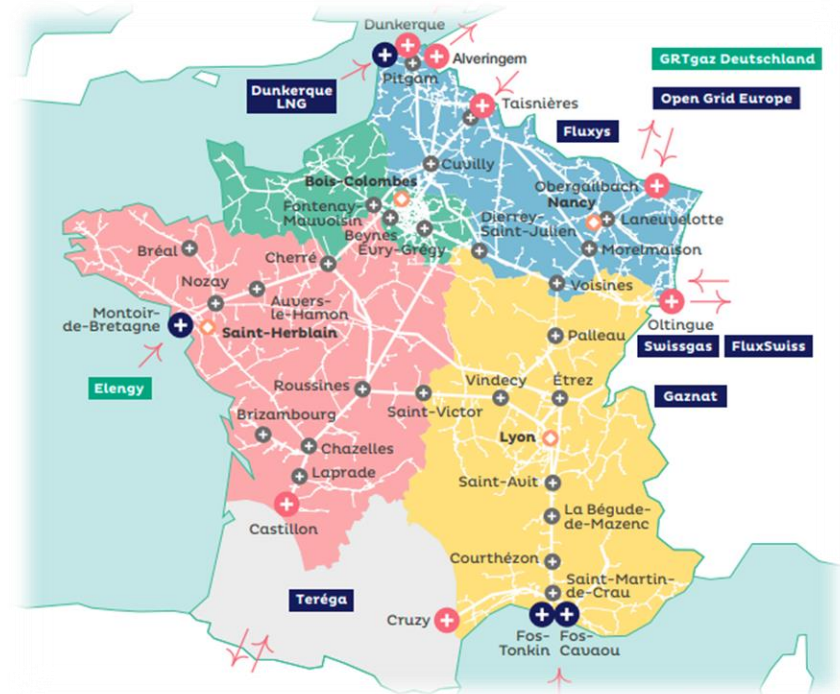 Dunkerque
Alveringem
GRTgaz Deutschland
Pitgam
Dunkerque
LNG
Taisnières
Open Grid Europe
Fluxys
Cuvilly
Bois-Colombes
Obergailbach
Nancy
Fontenay-
Mauvoisin
Dierrey-
Saint-Julien
Laneuvelotte
Beynes
Évry-Grégy
Morelmaison
Bréal
Cherré
Nozay
Voisines
Auvers-
le-Hamon
Montoir-
de-Bretagne
Saint-Herblain
Oltingue
Palleau
Swissgas
FluxSwiss
Elengy
Roussines
Vindecy
Étrez
Gaznat
Saint-Victor
Brizambourg
Lyon
Chazelles
Laprade
Saint-Avit
Castillon
La Bégude-
de-Mazenc
Courthézon
Saint-Martin-
de-Crau
Teréga
Cruzy
Fos-
Tonkin
Fos-
Cavaou